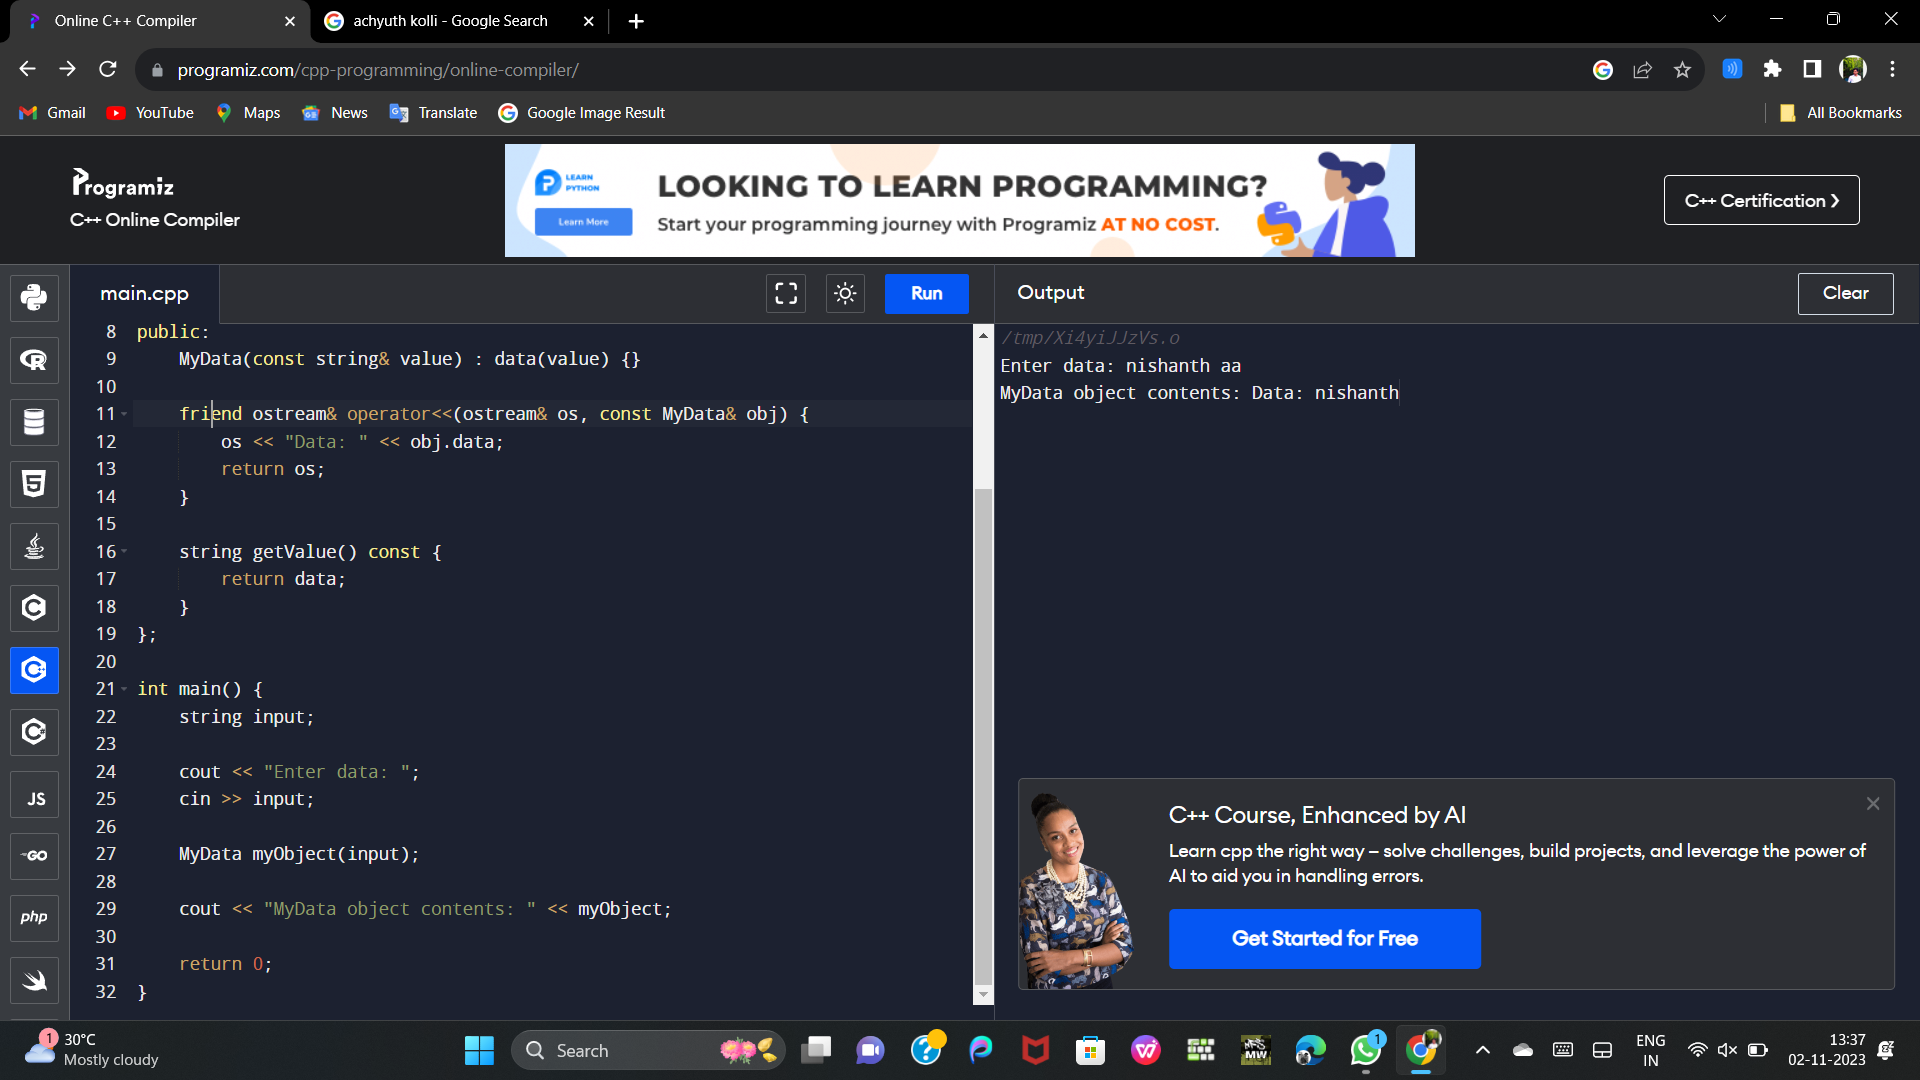 Online C++ Compiler
achyuth kolli - Google Search
programiz.com/cpp-programming/online-compiler/
Gmail
YouTube
Maps
News
Translate
Google Image Result
All Bookmarks
Programiz
C++ Online Compiler
LEARN
PYTHON
Learn More
LOOKING TO LEARN PROGRAMMING?
Start your programming journey with Programiz AT NO COST.
C++ Certification
main.cpp
Run
Output
Clear
8 public:
9 MyData(const string& value) : data(value) {}
10
11 friend ostream& operator<<(ostream& os, const MyData& obj) {
12 os << "Data: " << obj.data;
13 return os;
14 }
15
16 string getValue() const {
17 return data;
18 }
19 };
20
21 int main() {
22 string input;
23
24 cout << "Enter data: ";
25 cin >> input;
26
27 MyData myObject(input);
28
29 cout << "MyData object contents: " << myObject;
30
31 return 0;
32 }
/tmp/Xi4yiJJzVs.o
Enter data: nishanth aa
MyData object contents: Data: nishanth
C++ Course, Enhanced by AI
Learn cpp the right way – solve challenges, build projects, and leverage the power of
AI to aid you in handling errors.
Get Started for Free
JS
GO
php
1
30°C
Mostly cloudy
Search
MW
1
ENG
IN
13:37
02-11-2023